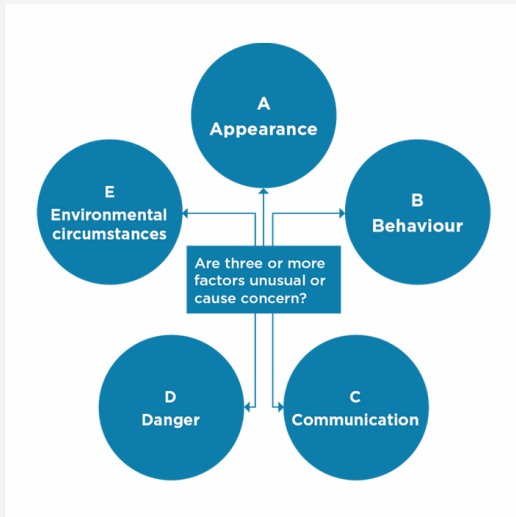 A
Appearance
B
Behaviour
C
Communication
D
Danger
E
Environmental
circumstances
Are three or more
factors unusual or
cause concern?